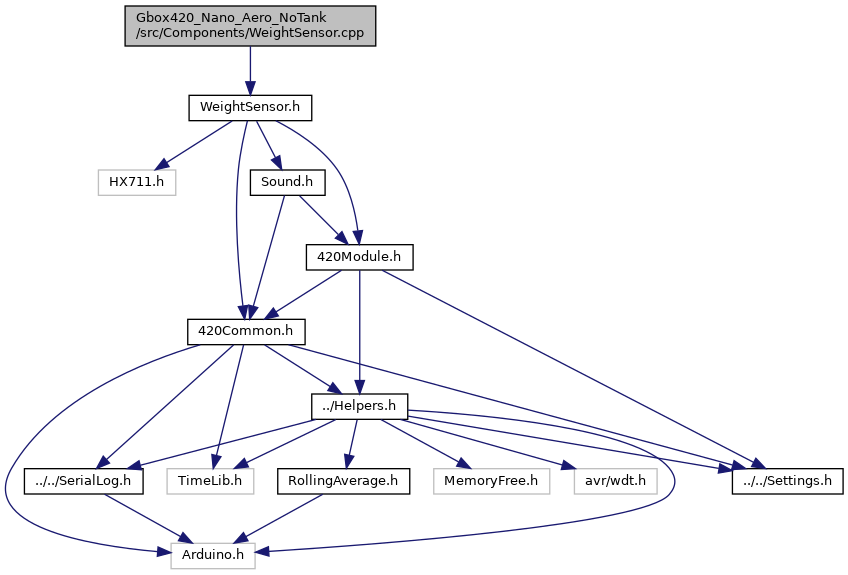 Gbox420_Nano_Aero_NoTank
/src/Components/WeightSensor.cpp
WeightSensor.h
HX711.h
Sound.h
420Module.h
420Common.h
../Helpers.h
../../SerialLog.h
TimeLib.h
RollingAverage.h
MemoryFree.h
avr/wdt.h
../../Settings.h
Arduino.h